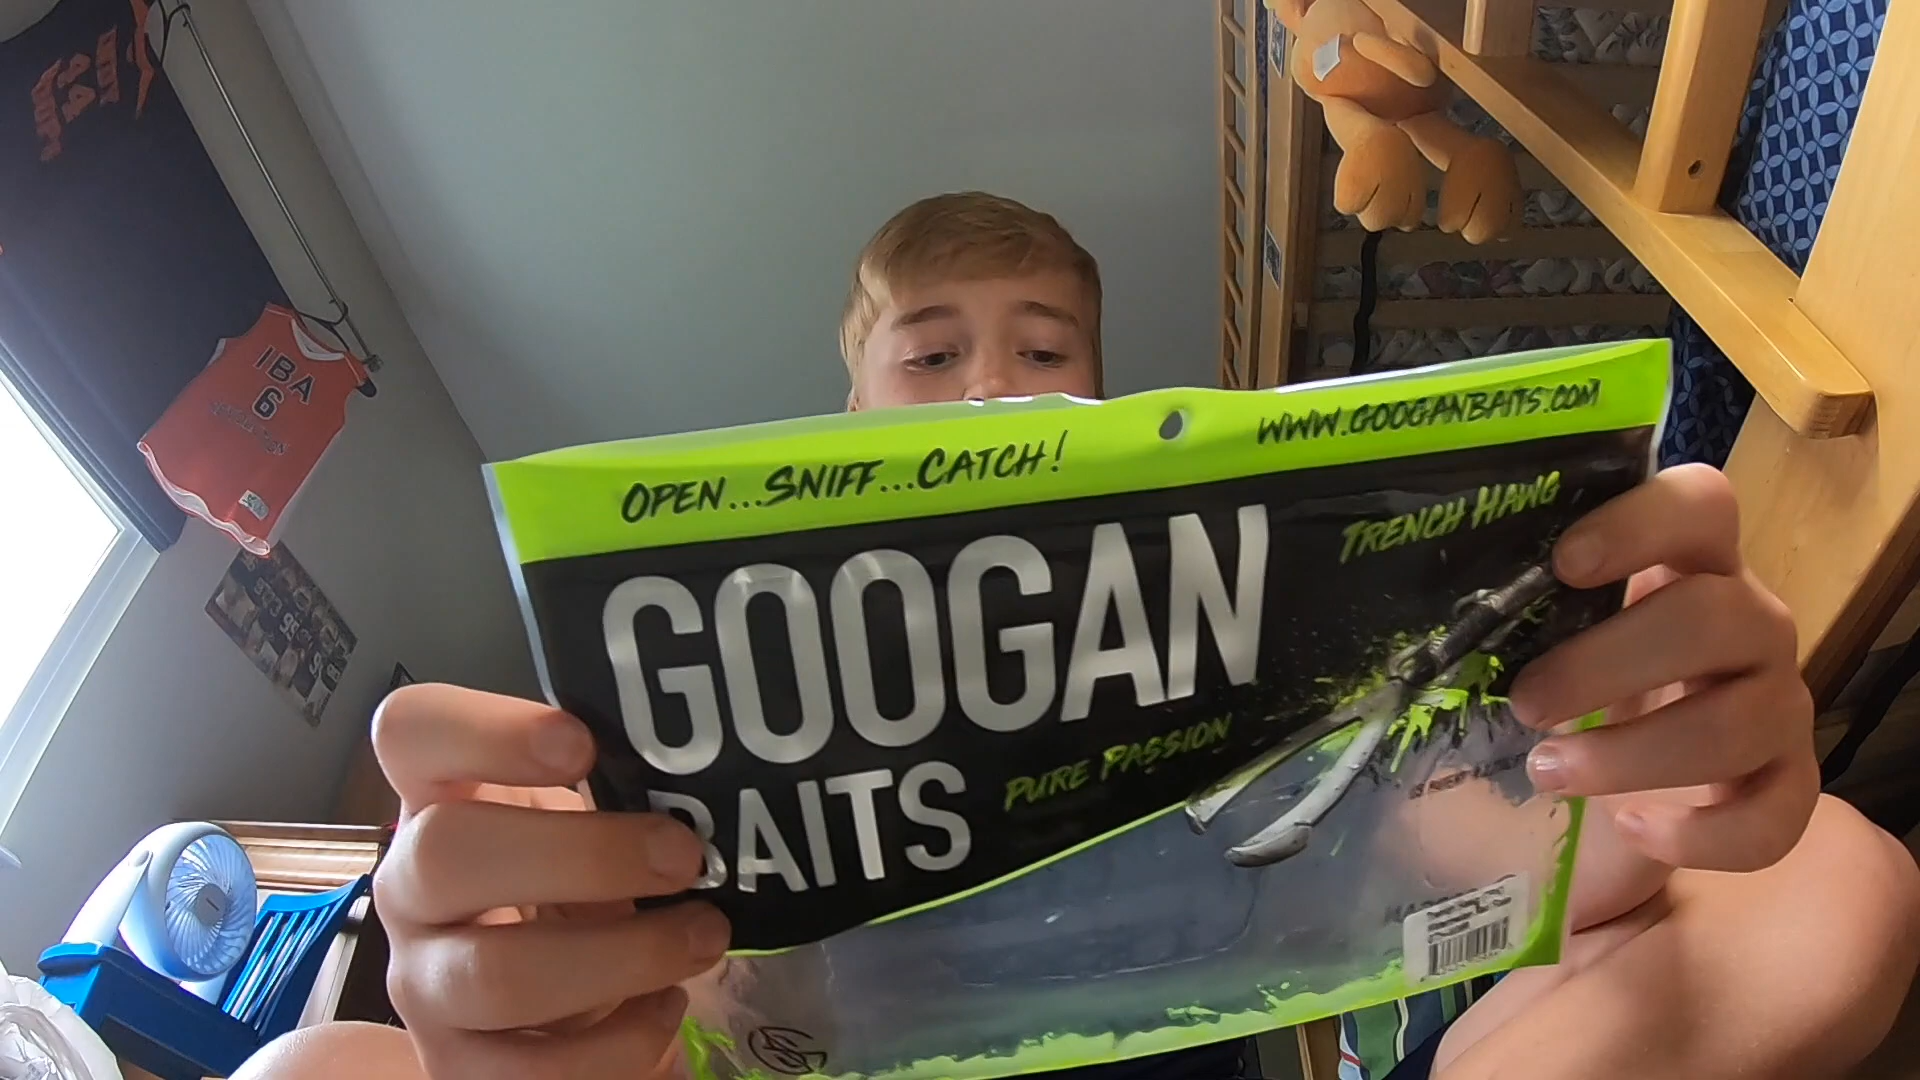 OPEN...SNIFF...CATCH!
WWW.GOOGANBAITS.COM
GOOGAN
BAITS
TRENCH HAWG
PURE PASSION
IBA
6